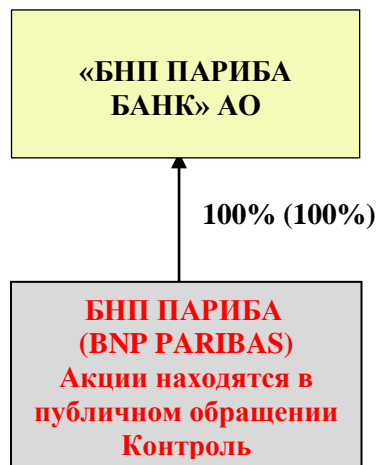 «БНП ПАРИБА
БАНК» АО
100% (100%)
БНП ПАРИБА
(BNP PARIBAS)
Акции находятся в
публичном обращении
Контроль